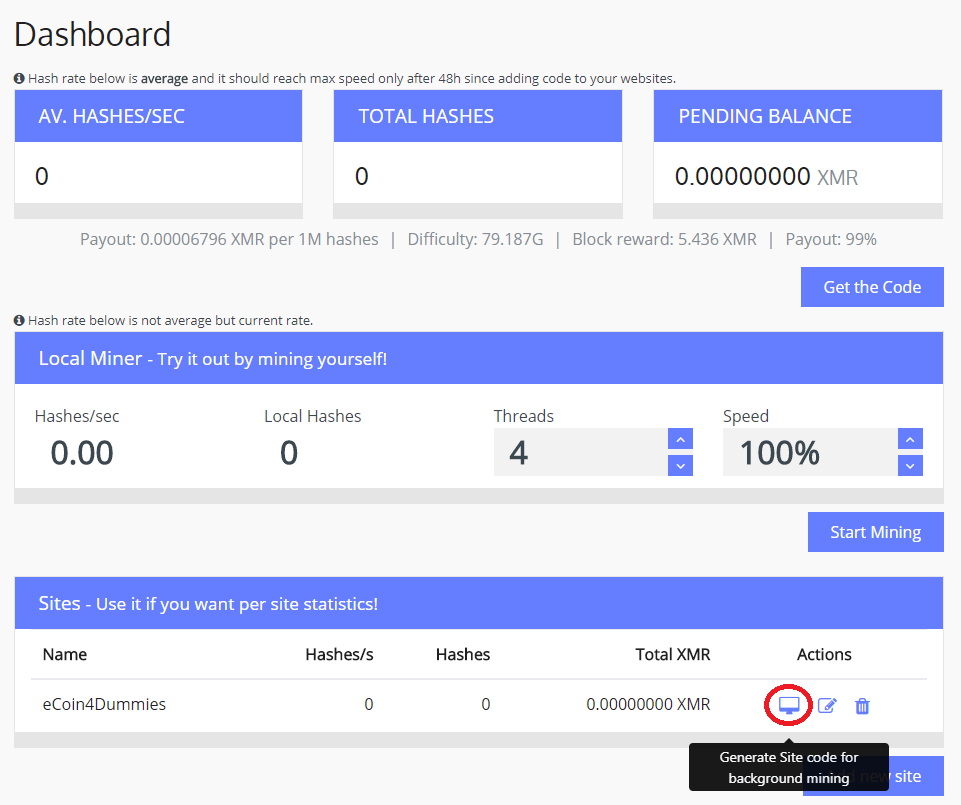 Dashboard
Hash rate below is average and it should reach max speed only after 48h since adding code to your websites.
AV. HASHES/SEC
0
TOTAL HASHES
0
PENDING BALANCE
0.00000000 XMR
Payout: 0.00006796 XMR per 1M hashes | Difficulty: 79.187G | Block reward: 5.436 XMR | Payout: 99%
Get the Code
Hash rate below is not average but current rate.
Local Miner - Try it out by mining yourself!
Hashes/sec
0.00
Local Hashes
0
Threads
4
Speed
100%
Start Mining
Sites - Use it if you want per site statistics!
Name Hashes/s Hashes Total XMR Actions
eCoin4Dummies 0 0 0.00000000 XMR
Generate Site code for
background mining
new site